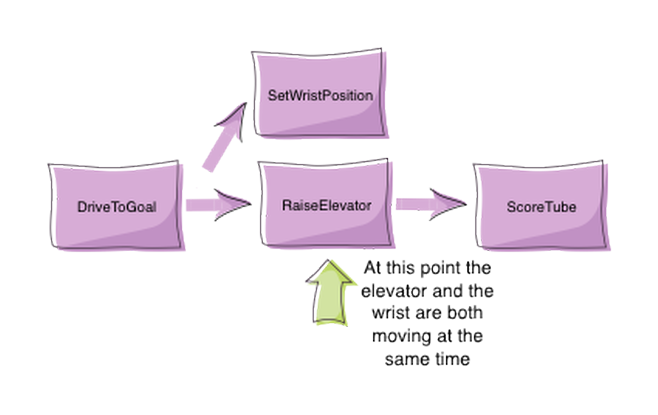 SetWristPosition
DriveToGoal
RaiseElevator
ScoreTube
At this point the
elevator and the
wrist are both
moving at the
same time